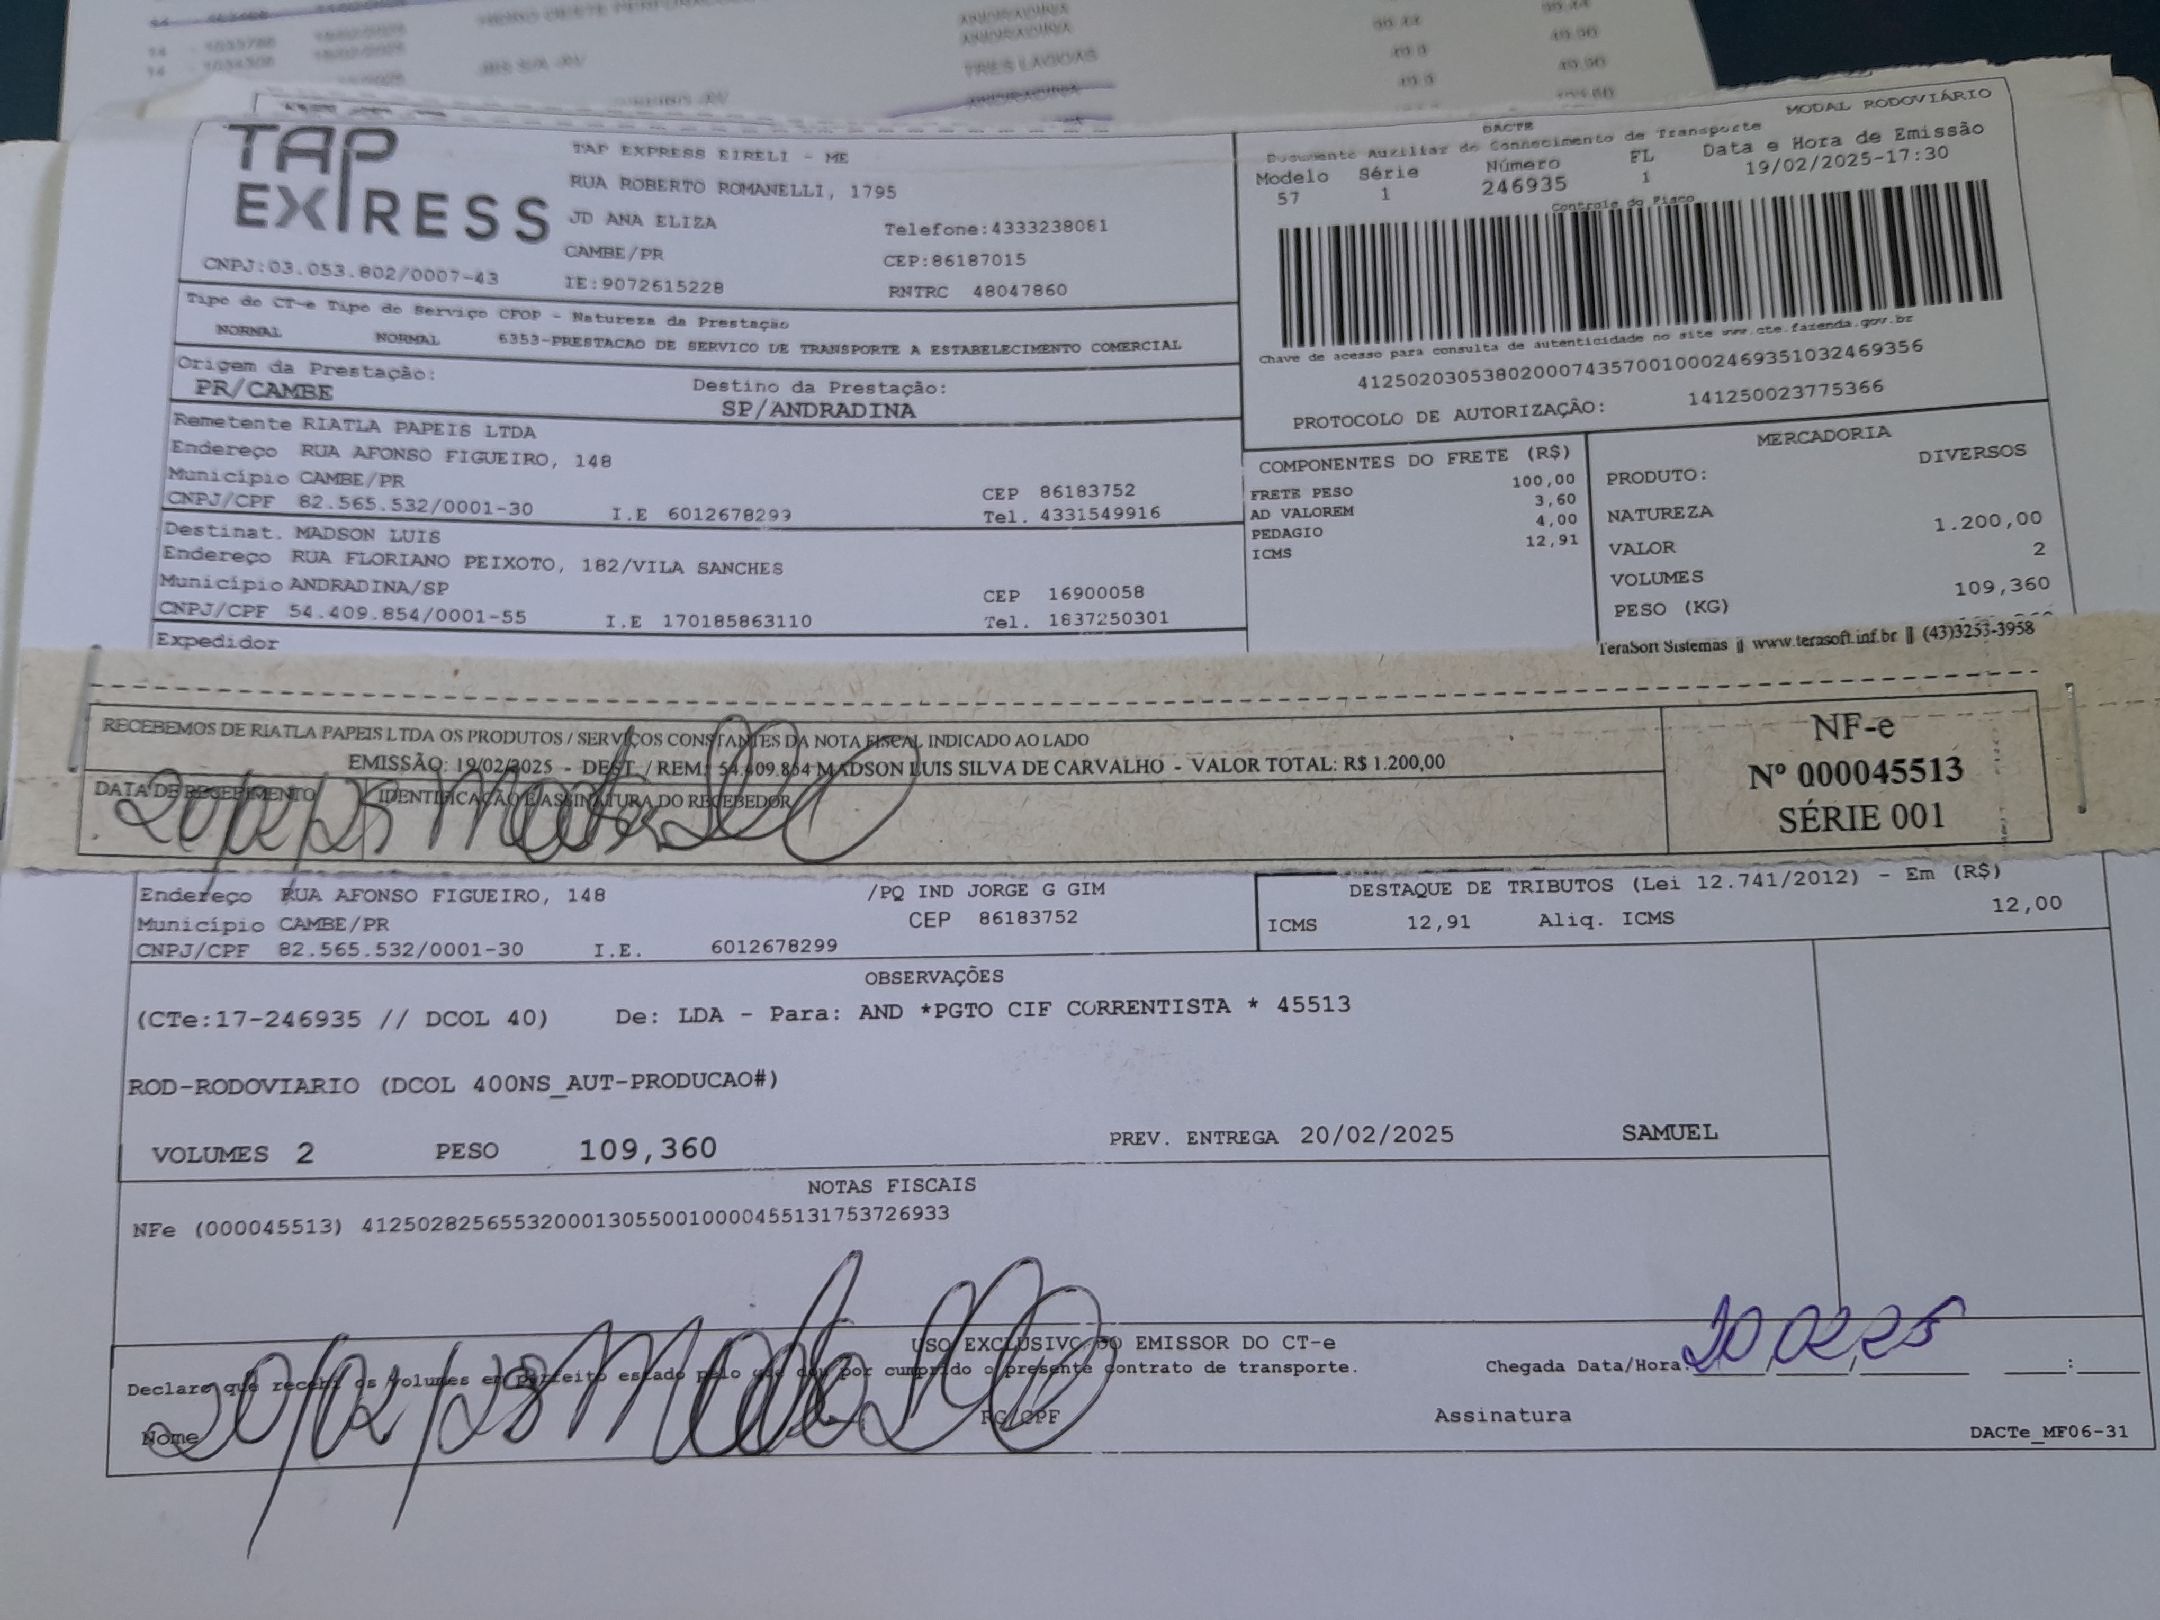 ANDRADINA
ANDRADINA
TRES LAGOAS
ANDRADINA
TAP EXPRESS
TAP EXPRESS EIRELI - ME
RUA ROBERTO ROMANELLI, 1795
JD ANA ELIZA
Telefone:4333238081
CAMBE/PR
CEP:86187015
CNPJ:03.053.802/0007-43
IE:9072615228
RNTRC 48047860
MODAL RODOVIÁRIO
DACTE
Documento Auxiliar do Conhecimento de Transporte
Modelo Série Número FL Data e Hora de Emissão
57 1 246935 1 19/02/2025-17:30
Controle do Fisco
Chave de acesso para consulta de autenticidade no site www.cte.fazenda.gov.br
41250203053802000743570010002469351032469356
PROTOCOLO DE AUTORIZAÇÃO: 141250023775366
Tipo do CT-e Tipo do Serviço CFOP - Natureza da Prestação
NORMAL NORMAL 6353-PRESTACAO DE SERVICO DE TRANSPORTE A ESTABELECIMENTO COMERCIAL
Origem da Prestação: Destino da Prestação:
PR/CAMBE SP/ANDRADINA
Remetente RIATLA PAPEIS LTDA
Endereço RUA AFONSO FIGUEIRO, 148
Município CAMBE/PR CEP 86183752
CNPJ/CPF 82.565.532/0001-30 I.E 6012678299 Tel. 4331549916
Destinat. MADSON LUIS
Endereço RUA FLORIANO PEIXOTO, 182/VILA SANCHES
Município ANDRADINA/SP CEP 16900058
CNPJ/CPF 54.409.854/0001-55 I.E 170185863110 Tel. 1837250301
Expedidor
COMPONENTES DO FRETE (R$)
FRETE PESO 100,00
AD VALOREM 3,60
PEDAGIO 4,00
ICMS 12,91
MERCADORIA
PRODUTO: DIVERSOS
NATUREZA
VALOR 1.200,00
VOLUMES 2
PESO (KG) 109,360
TeraSort Sistemas || www.terasoft.inf.br || (43)3253-3958
RECEBEMOS DE RIATLA PAPEIS LTDA OS PRODUTOS / SERVIÇOS CONSTANTES DA NOTA FISCAL INDICADO AO LADO
EMISSÃO: 19/02/2025 - DEST. / REM.: 54.409.854 MADSON LUIS SILVA DE CARVALHO - VALOR TOTAL: R$ 1.200,00
DATA DE RECEBIMENTO IDENTIFICAÇÃO E ASSINATURA DO RECEBEDOR
20/02/25
NF-e
Nº 000045513
SÉRIE 001
Endereço RUA AFONSO FIGUEIRO, 148 /PQ IND JORGE G GIM
Município CAMBE/PR CEP 86183752
CNPJ/CPF 82.565.532/0001-30 I.E. 6012678299
DESTAQUE DE TRIBUTOS (Lei 12.741/2012) - Em (R$)
ICMS 12,91 Aliq. ICMS 12,00
OBSERVAÇÕES
(CTe:17-246935 // DCOL 40) De: LDA - Para: AND *PGTO CIF CORRENTISTA * 45513
ROD-RODOVIARIO (DCOL 400NS_AUT-PRODUCAO#)
VOLUMES 2 PESO 109,360 PREV. ENTREGA 20/02/2025 SAMUEL
NOTAS FISCAIS
NFe (000045513) 41250282565532000130550010000455131753726933
USO EXCLUSIVO DO EMISSOR DO CT-e
Declaro que recebi os volumes em perfeito estado pelo que dou por cumprido o presente contrato de transporte. Chegada Data/Hora: 20/02/25 :
20/02/25
Nome RG/CPF Assinatura
DACTe_MF06-31